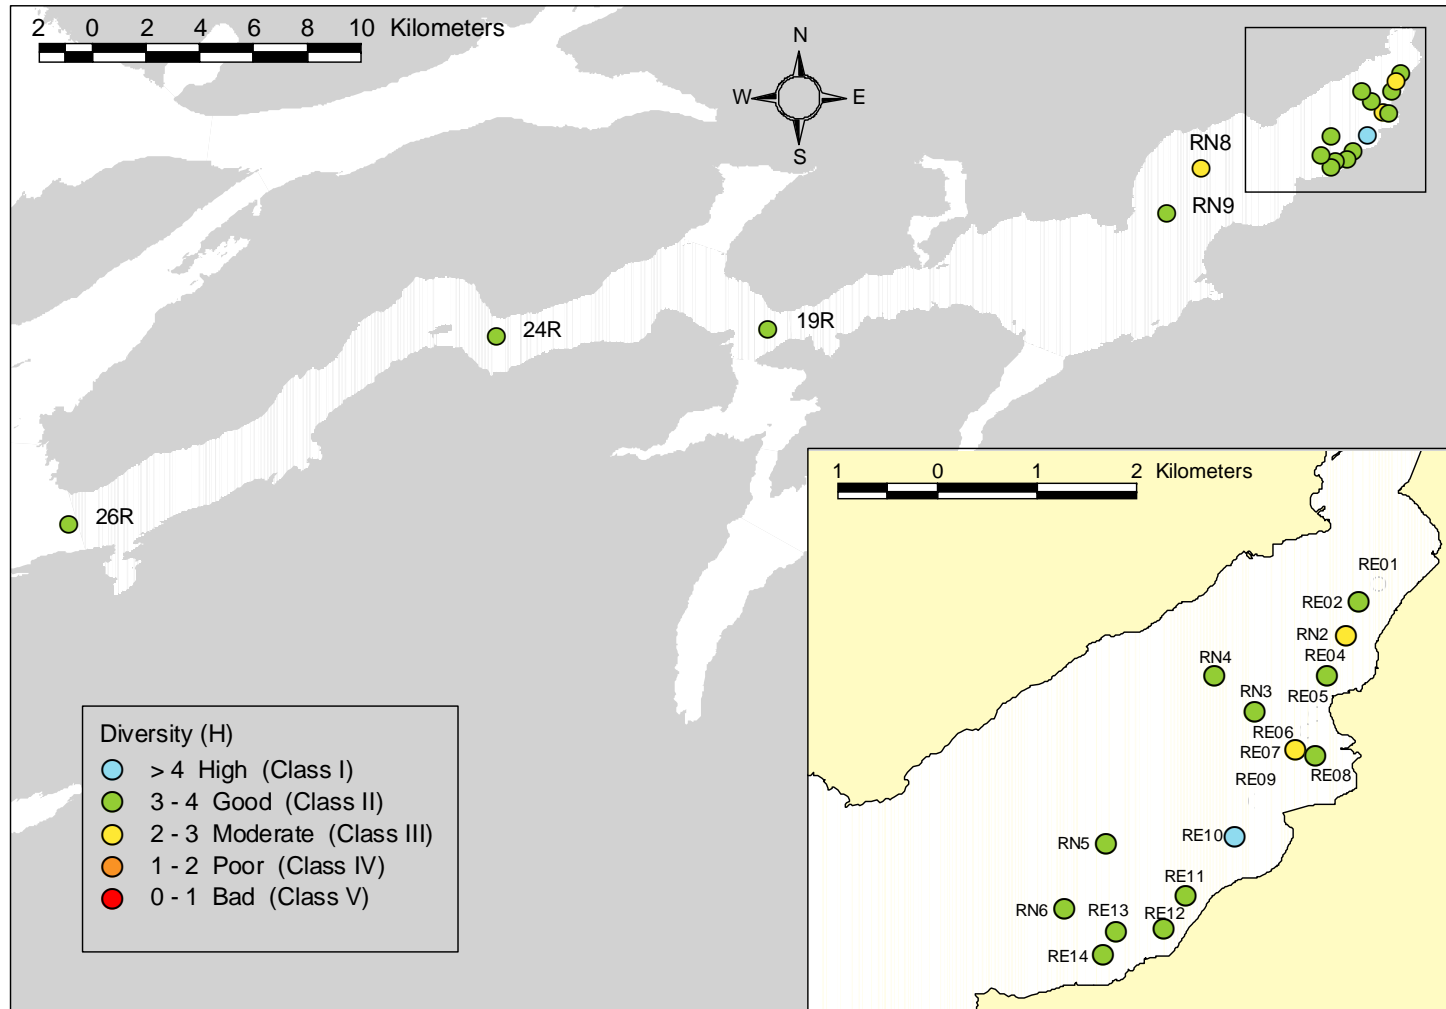 2 0 2 4 6 8 10 Kilometers
N
W E
S
RN8
RN9
24R
19R
26R
1 0 1 2 Kilometers
RE01
RE02
RN2
RN4
RE04
RN3
RE05
RE06
RE07
RE08
RE09
RE10
RN5
RE11
RN6
RE13
RE12
RE14
Diversity (H)
> 4 High (Class I)
3 - 4 Good (Class II)
2 - 3 Moderate (Class III)
1 - 2 Poor (Class IV)
0 - 1 Bad (Class V)